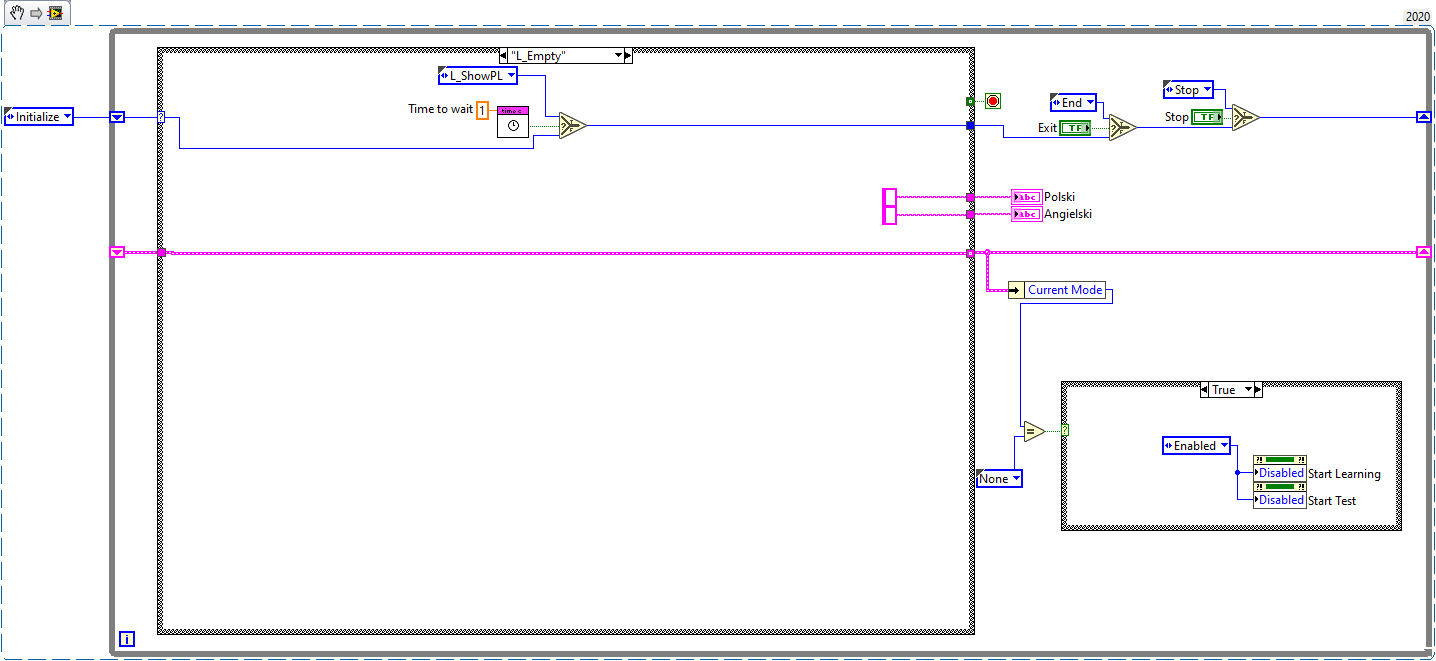 2020
"L_Empty"
L_ShowPL
Time to wait 1
Initialize
?
?
T
F
End
Exit TF
?
T
F
Stop
Stop TF
?
T
F
abc Polski
abc Angielski
Current Mode
True
=
?
None
Enabled
?! ?!
Disabled Start Learning
?! ?!
Disabled Start Test
i